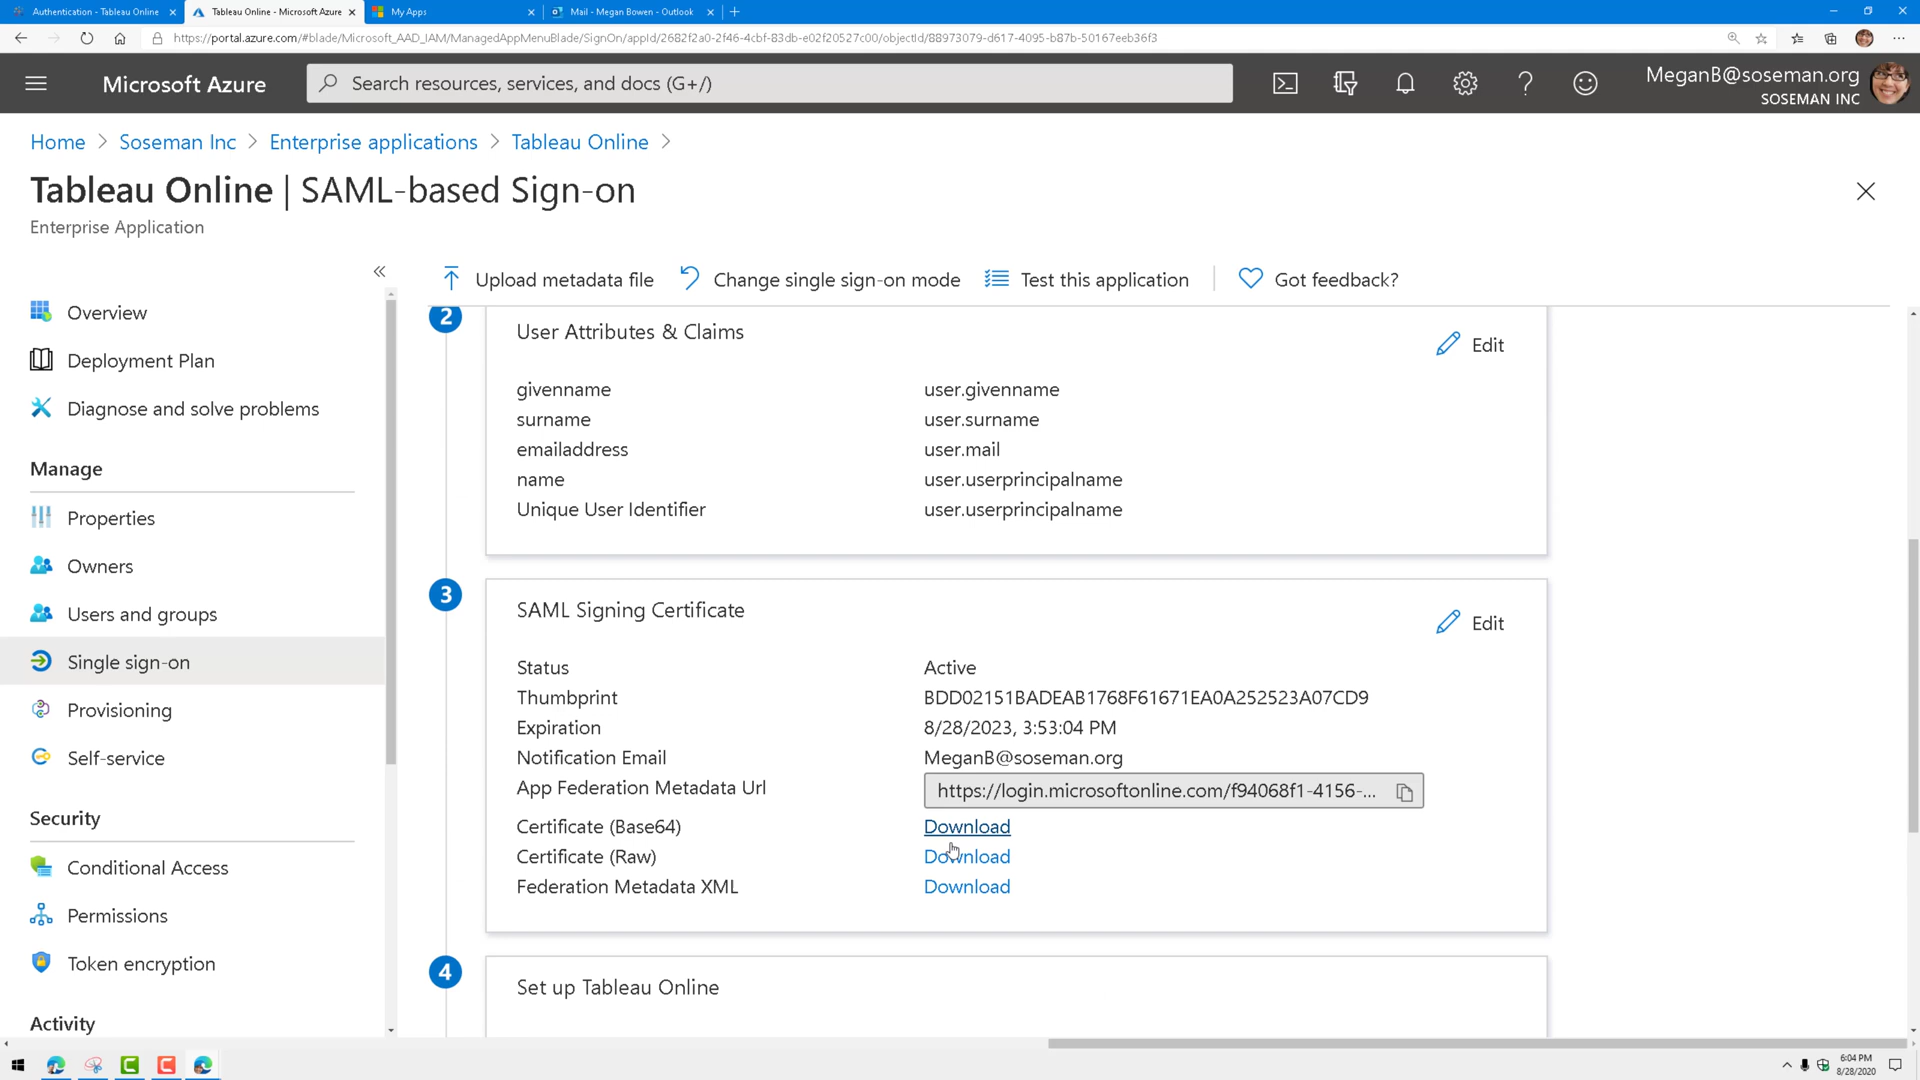 Authentication - Tableau Online
Tableau Online - Microsoft Azure
My Apps
Mail - Megan Bowen - Outlook
https://portal.azure.com/#blade/Microsoft_AAD_IAM/ManagedAppMenuBlade/SignOn/appId/2682f2a0-2f46-4cbf-83db-e02f20527c00/objectId/88973079-d617-4095-b87b-50167eeb36f3
Microsoft Azure
Search resources, services, and docs (G+/)
MeganB@soseman.org
SOSEMAN INC
Home > Soseman Inc > Enterprise applications > Tableau Online >
Tableau Online | SAML-based Sign-on
Enterprise Application
Upload metadata file
Change single sign-on mode
Test this application
Got feedback?
Overview
Deployment Plan
Diagnose and solve problems
Manage
Properties
Owners
Users and groups
Single sign-on
Provisioning
Self-service
Security
Conditional Access
Permissions
Token encryption
Activity
2
User Attributes & Claims
Edit
givenname user.givenname
surname user.surname
emailaddress user.mail
name user.userprincipalname
Unique User Identifier user.userprincipalname
3
SAML Signing Certificate
Edit
Status Active
Thumbprint BDD02151BADEAB1768F61671EA0A252523A07CD9
Expiration 8/28/2023, 3:53:04 PM
Notification Email MeganB@soseman.org
App Federation Metadata Url https://login.microsoftonline.com/f94068f1-4156-...
Certificate (Base64) Download
Certificate (Raw) Download
Federation Metadata XML Download
4
Set up Tableau Online
6:04 PM
8/28/2020